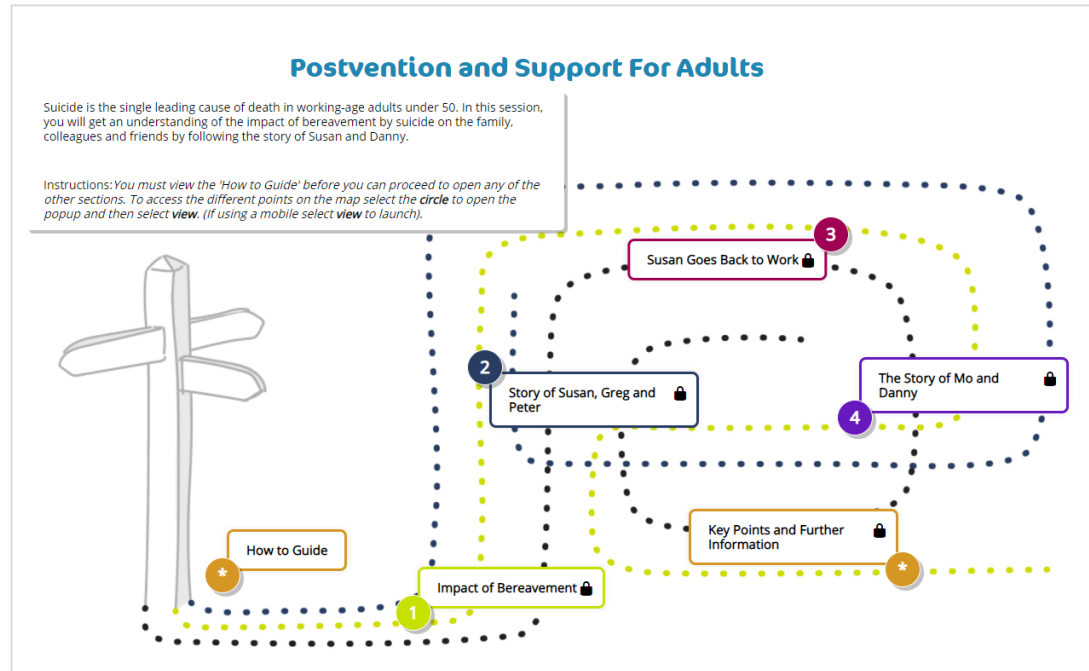 Postvention and Support For Adults
Suicide is the single leading cause of death in working-age adults under 50. In this session,
you will get an understanding of the impact of bereavement by suicide on the family,
colleagues and friends by following the story of Susan and Danny.
Instructions:You must view the 'How to Guide' before you can proceed to open any of the
other sections. To access the different points on the map select the circle to open the
popup and then select view. (If using a mobile select view to launch).
3
Susan Goes Back to Work
2
Story of Susan, Greg and
Peter
The Story of Mo and
Danny
4
Key Points and Further
Information
*
How to Guide
*
Impact of Bereavement
1